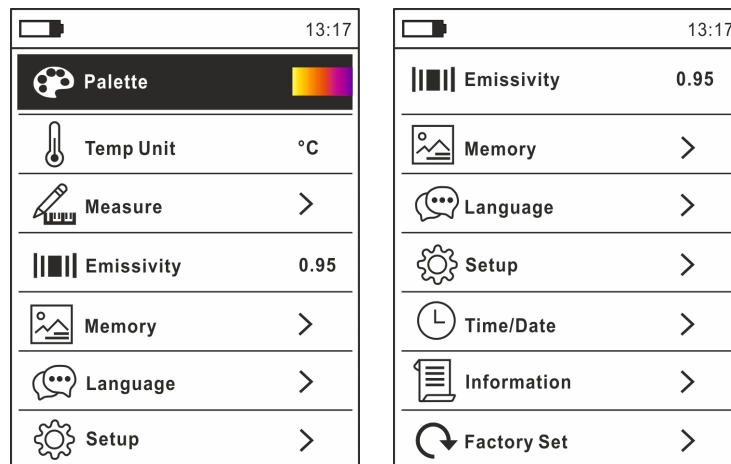 13:17
Palette
Temp Unit °C
Measure
Emissivity 0.95
Memory
Language
Setup
13:17
Emissivity 0.95
Memory
Language
Setup
Time/Date
Information
Factory Set